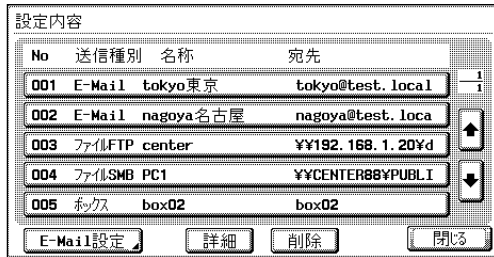 設定内容
No 送信種別 名称 宛先
001 E-Mail tokyo東京 tokyo@test.local
1
1
002 E-Mail nagoya名古屋 nagoya@test.loca
003 ファイルFTP center ¥¥192.168.1.20¥d
004 ファイルSMB PC1 ¥¥CENTER88¥PUBLI
005 ボックス box02 box02
E-Mail設定 詳細 削除 閉じる